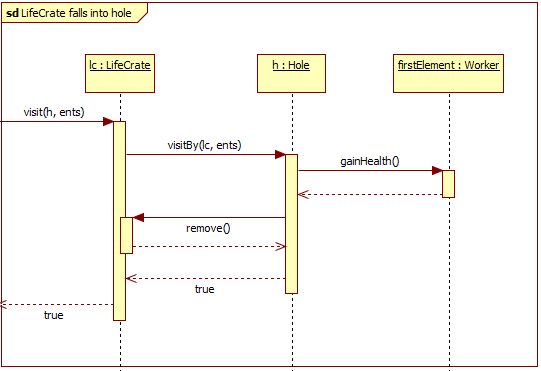 sd LifeCrate falls into hole
lc : LifeCrate
h : Hole
firstElement : Worker
visit(h, ents)
visitBy(lc, ents)
gainHealth()
remove()
true
true